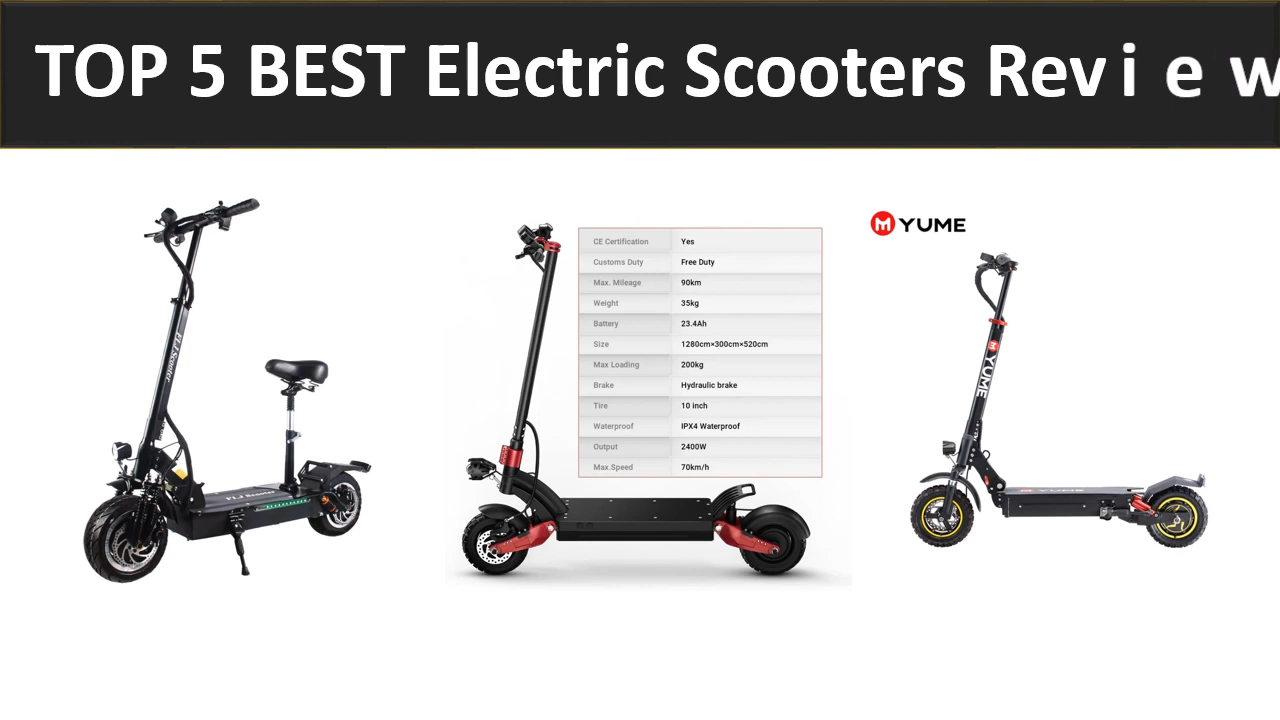 TOP 5 BEST Electric Scooters Review
CE Certification Yes
Customs Duty Free Duty
Max. Mileage 90km
Weight 35kg
Battery 23.4Ah
Size 1280cm×300cm×520cm
Max Loading 200kg
Brake Hydraulic brake
Tire 10 inch
Waterproof IPX4 Waterproof
Output 2400W
Max.Speed 70km/h
YUME
YUME
YUME